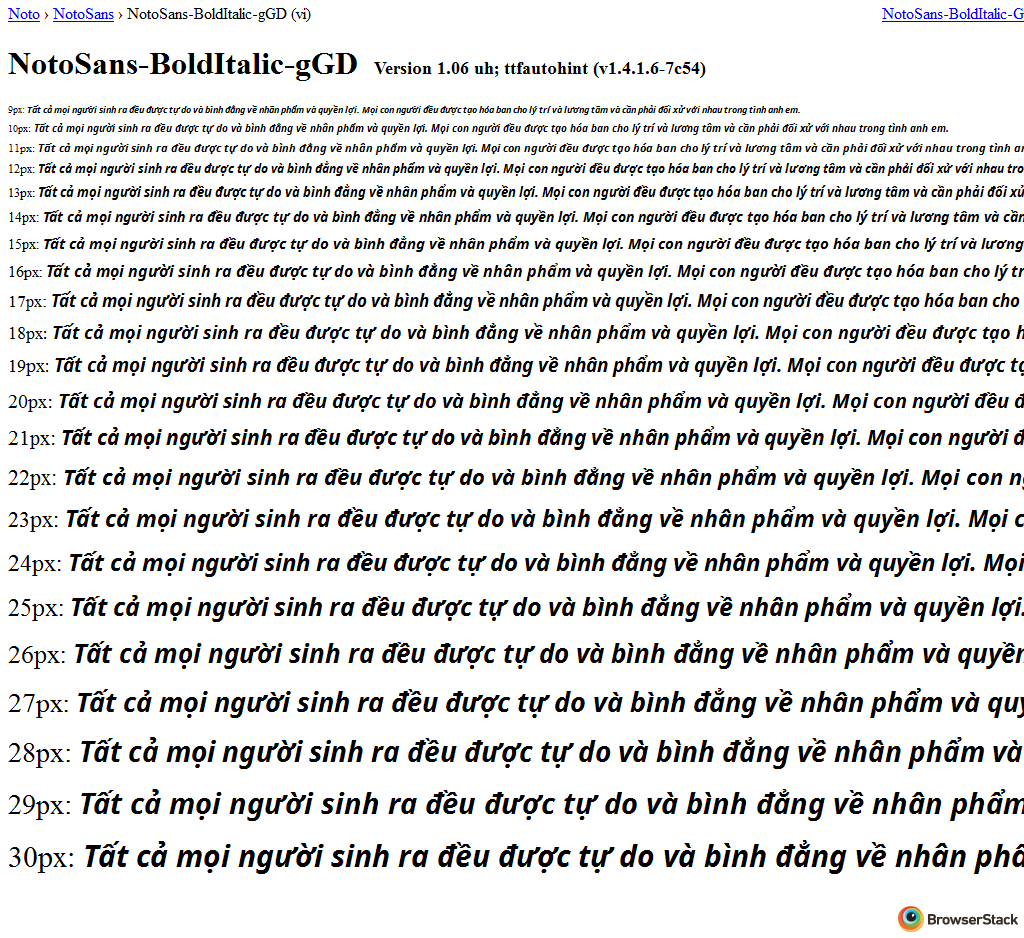 Noto › NotoSans › NotoSans-BoldItalic-gGD (vi) NotoSans-BoldItalic-G
NotoSans-BoldItalic-gGD Version 1.06 uh; ttfautohint (v1.4.1.6-7c54)
9px: Tất cả mọi người sinh ra đều được tự do và bình đẳng về nhân phẩm và quyền lợi. Mọi con người đều được tạo hóa ban cho lý trí và lương tâm và cần phải đối xử với nhau trong tình anh em.
10px: Tất cả mọi người sinh ra đều được tự do và bình đẳng về nhân phẩm và quyền lợi. Mọi con người đều được tạo hóa ban cho lý trí và lương tâm và cần phải đối xử với nhau trong tình anh em.
11px: Tất cả mọi người sinh ra đều được tự do và bình đẳng về nhân phẩm và quyền lợi. Mọi con người đều được tạo hóa ban cho lý trí và lương tâm và cần phải đối xử với nhau trong tình
12px: Tất cả mọi người sinh ra đều được tự do và bình đẳng về nhân phẩm và quyền lợi. Mọi con người đều được tạo hóa ban cho lý trí và lương tâm và cần phải đối xử với nhau tro
13px: Tất cả mọi người sinh ra đều được tự do và bình đẳng về nhân phẩm và quyền lợi. Mọi con người đều được tạo hóa ban cho lý trí và lương tâm và cần phải đối xử
14px: Tất cả mọi người sinh ra đều được tự do và bình đẳng về nhân phẩm và quyền lợi. Mọi con người đều được tạo hóa ban cho lý trí và lương tâm và cần
15px: Tất cả mọi người sinh ra đều được tự do và bình đẳng về nhân phẩm và quyền lợi. Mọi con người đều được tạo hóa ban cho lý trí và lương
16px: Tất cả mọi người sinh ra đều được tự do và bình đẳng về nhân phẩm và quyền lợi. Mọi con người đều được tạo hóa ban cho lý tr
17px: Tất cả mọi người sinh ra đều được tự do và bình đẳng về nhân phẩm và quyền lợi. Mọi con người đều được tạo hóa ban cho
18px: Tất cả mọi người sinh ra đều được tự do và bình đẳng về nhân phẩm và quyền lợi. Mọi con người đều được tạo h
19px: Tất cả mọi người sinh ra đều được tự do và bình đẳng về nhân phẩm và quyền lợi. Mọi con người đều được tạ
20px: Tất cả mọi người sinh ra đều được tự do và bình đẳng về nhân phẩm và quyền lợi. Mọi con người đều đ
21px: Tất cả mọi người sinh ra đều được tự do và bình đẳng về nhân phẩm và quyền lợi. Mọi con người đ
22px: Tất cả mọi người sinh ra đều được tự do và bình đẳng về nhân phẩm và quyền lợi. Mọi con ng
23px: Tất cả mọi người sinh ra đều được tự do và bình đẳng về nhân phẩm và quyền lợi. Mọi c
24px: Tất cả mọi người sinh ra đều được tự do và bình đẳng về nhân phẩm và quyền lợi. Mọi
25px: Tất cả mọi người sinh ra đều được tự do và bình đẳng về nhân phẩm và quyền lợi.
26px: Tất cả mọi người sinh ra đều được tự do và bình đẳng về nhân phẩm và quyền
27px: Tất cả mọi người sinh ra đều được tự do và bình đẳng về nhân phẩm và quy
28px: Tất cả mọi người sinh ra đều được tự do và bình đẳng về nhân phẩm và
29px: Tất cả mọi người sinh ra đều được tự do và bình đẳng về nhân phẩm
30px: Tất cả mọi người sinh ra đều được tự do và bình đẳng về nhân phẩ
BrowserStack